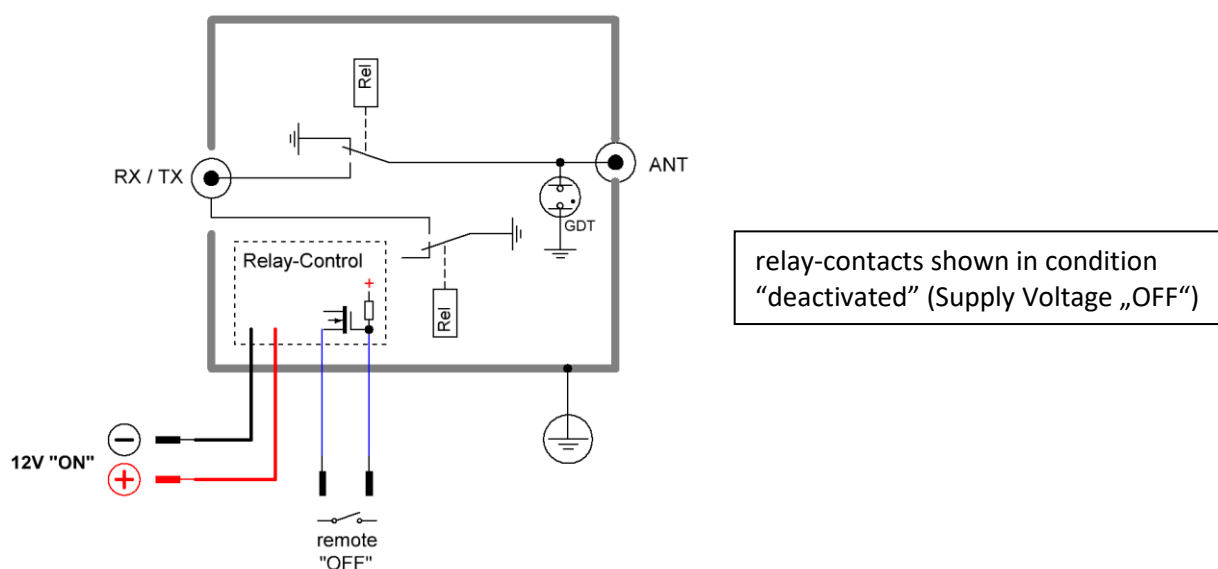 Rel
RX / TX
ANT
GDT
Relay-Control
+
Rel
relay-contacts shown in condition
“deactivated” (Supply Voltage „OFF“)
−
12V "ON"
+
remote
"OFF"